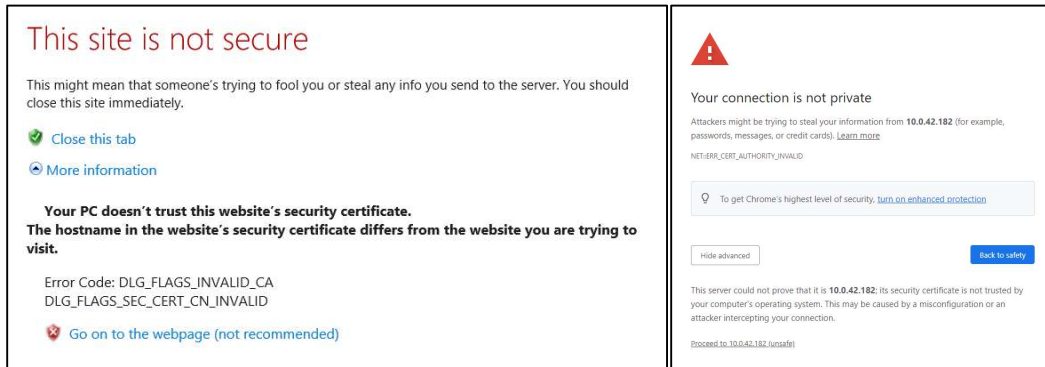 This site is not secure
This might mean that someone's trying to fool you or steal any info you send to the server. You should
close this site immediately.
Close this tab
More information
Your PC doesn't trust this website's security certificate.
The hostname in the website's security certificate differs from the website you are trying to
visit.
Error Code: DLG_FLAGS_INVALID_CA
DLG_FLAGS_SEC_CERT_CN_INVALID
Go on to the webpage (not recommended)
Your connection is not private
Attackers might be trying to steal your information from 10.0.42.182 (for example,
passwords, messages, or credit cards). Learn more
NET::ERR_CERT_AUTHORITY_INVALID
To get Chrome's highest level of security, turn on enhanced protection
Hide advanced
Back to safety
This server could not prove that it is 10.0.42.182; its security certificate is not trusted by
your computer's operating system. This may be caused by a misconfiguration or an
attacker intercepting your connection.
Proceed to 10.0.42.182 (unsafe)